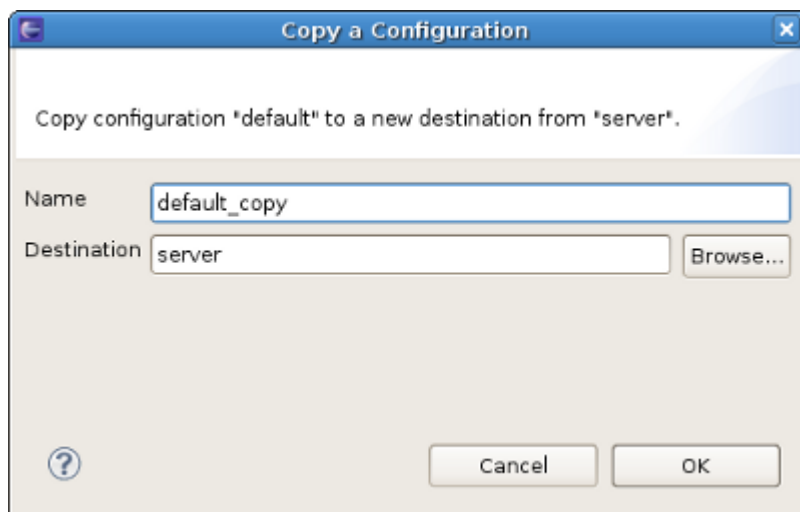 Copy a Configuration
Copy configuration "default" to a new destination from "server".
Name
default_copy
Destination
server
Browse...
?
Cancel
OK